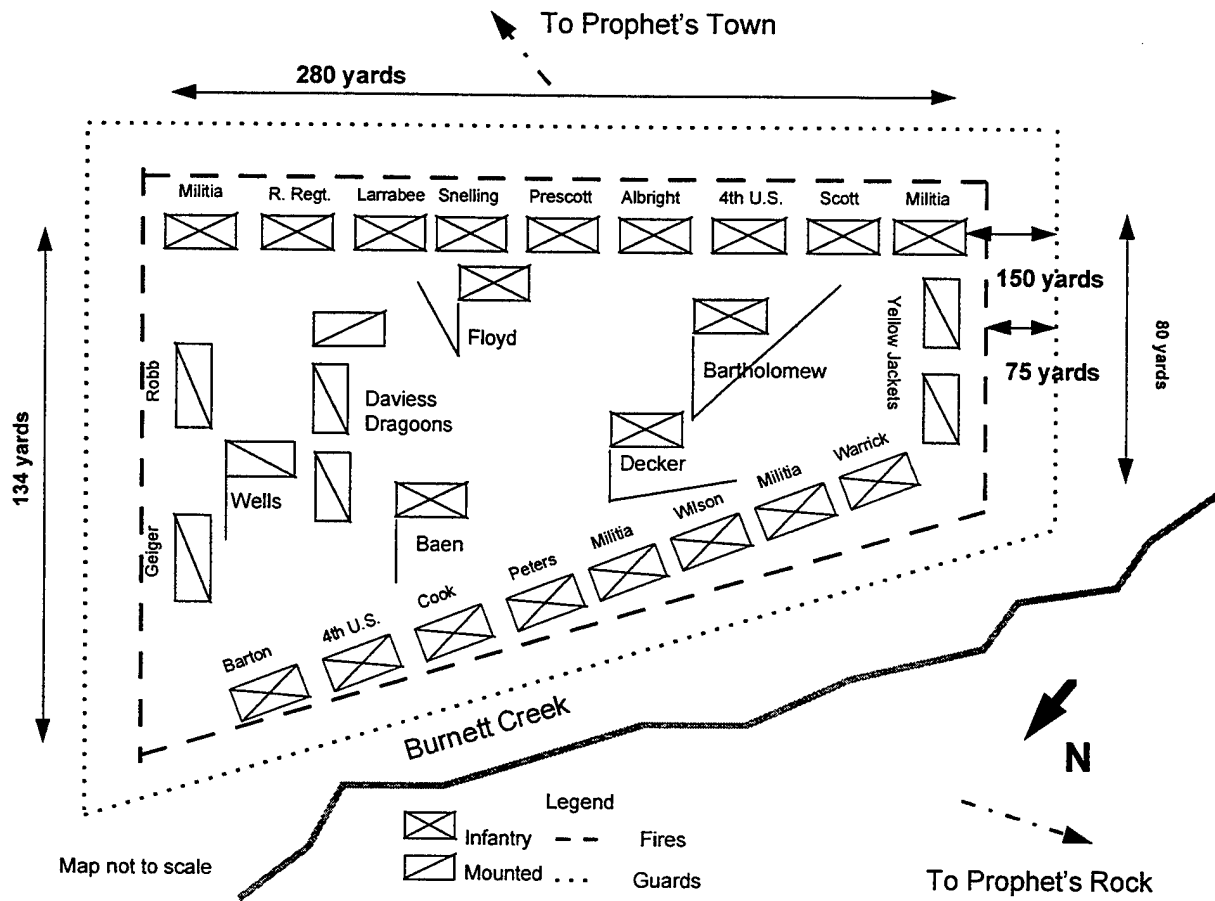 To Prophet's Town
280 yards
Militia
R. Regt.
Larrabee
Snelling
Prescott
Albright
4th U.S.
Scott
Militia
150 yards
Floyd
Yellow Jackets
80 yards
Robb
Bartholomew
75 yards
Daviess
Dragoons
134 yards
Decker
Warrick
Wells
Militia
Wilson
Geiger
Baen
Militia
Peters
Cook
4th U.S.
Barton
Burnett Creek
N
Legend
Infantry
Fires
Map not to scale
Mounted
Guards
To Prophet's Rock